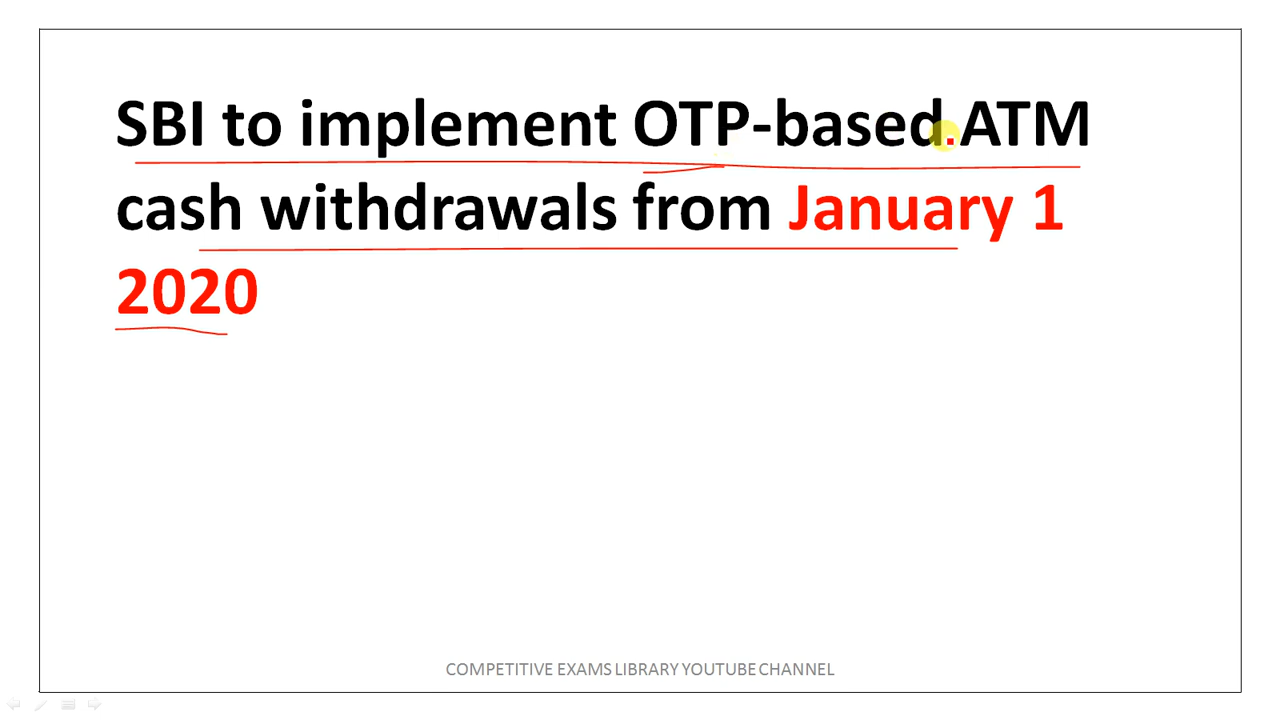 SBI to implement OTP-based ATM
cash withdrawals from January 1
2020
COMPETITIVE EXAMS LIBRARY YOUTUBE CHANNEL